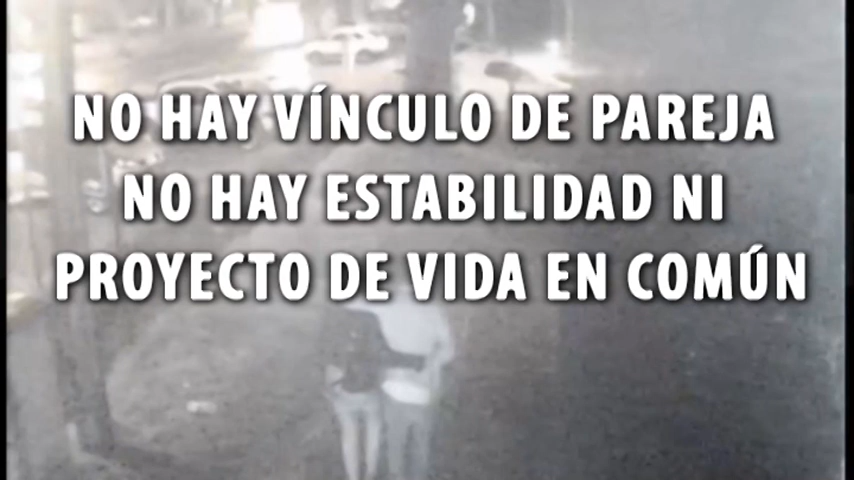 NO HAY VÍNCULO DE PAREJA
NO HAY ESTABILIDAD NI
PROYECTO DE VIDA EN COMÚN